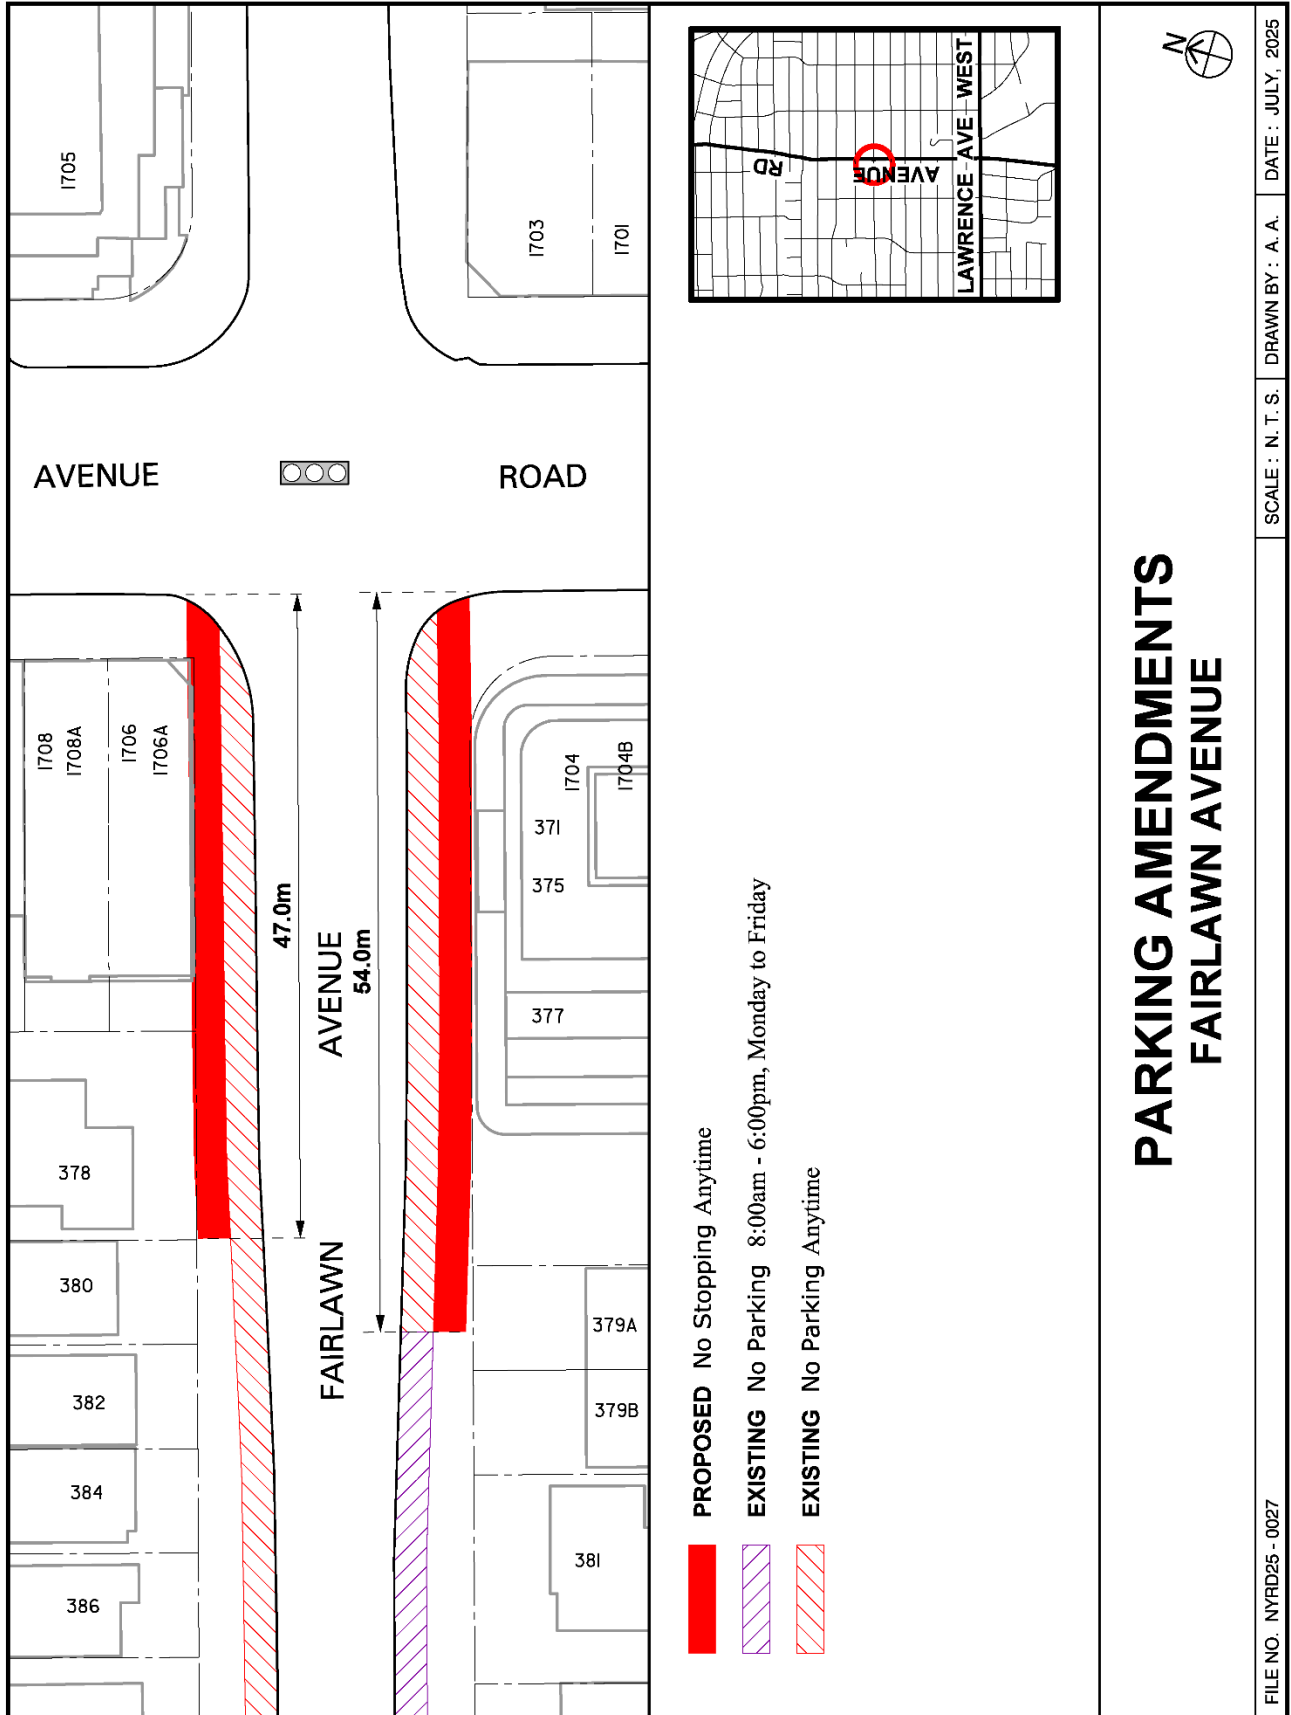 1705
1703
1701
AVENUE ROAD
1708
1708A
1706
1706A
1704
1704B
371
375
377
47.0m
54.0m
FAIRLAWN AVENUE
378
380
382
384
386
379A
379B
381
AVENUE RD
LAWRENCE AVE WEST
PROPOSED No Stopping Anytime
EXISTING No Parking 8:00am - 6:00pm, Monday to Friday
EXISTING No Parking Anytime
N
PARKING AMENDMENTS
FAIRLAWN AVENUE
FILE NO. NYRD25 - 0027
SCALE : N. T. S.
DRAWN BY : A. A.
DATE : JULY, 2025